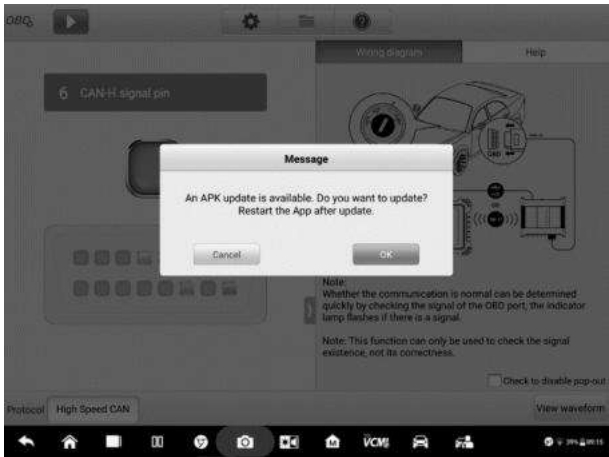 Wiring diagram
Help
6 CAN-H signal pin
Message
An APK update is available. Do you want to update?
Restart the App after update.
Cancel
OK
OBD
Note:
Whether the communication is normal can be determined
quickly by checking the signal of the OBD port, the indicator
lamp flashes if there is a signal.
Note: This function can only be used to check the signal
existence, not its correctness.
Check to disable pop-out
Protocol
High Speed CAN
View waveform
VCMI
39%
09:15